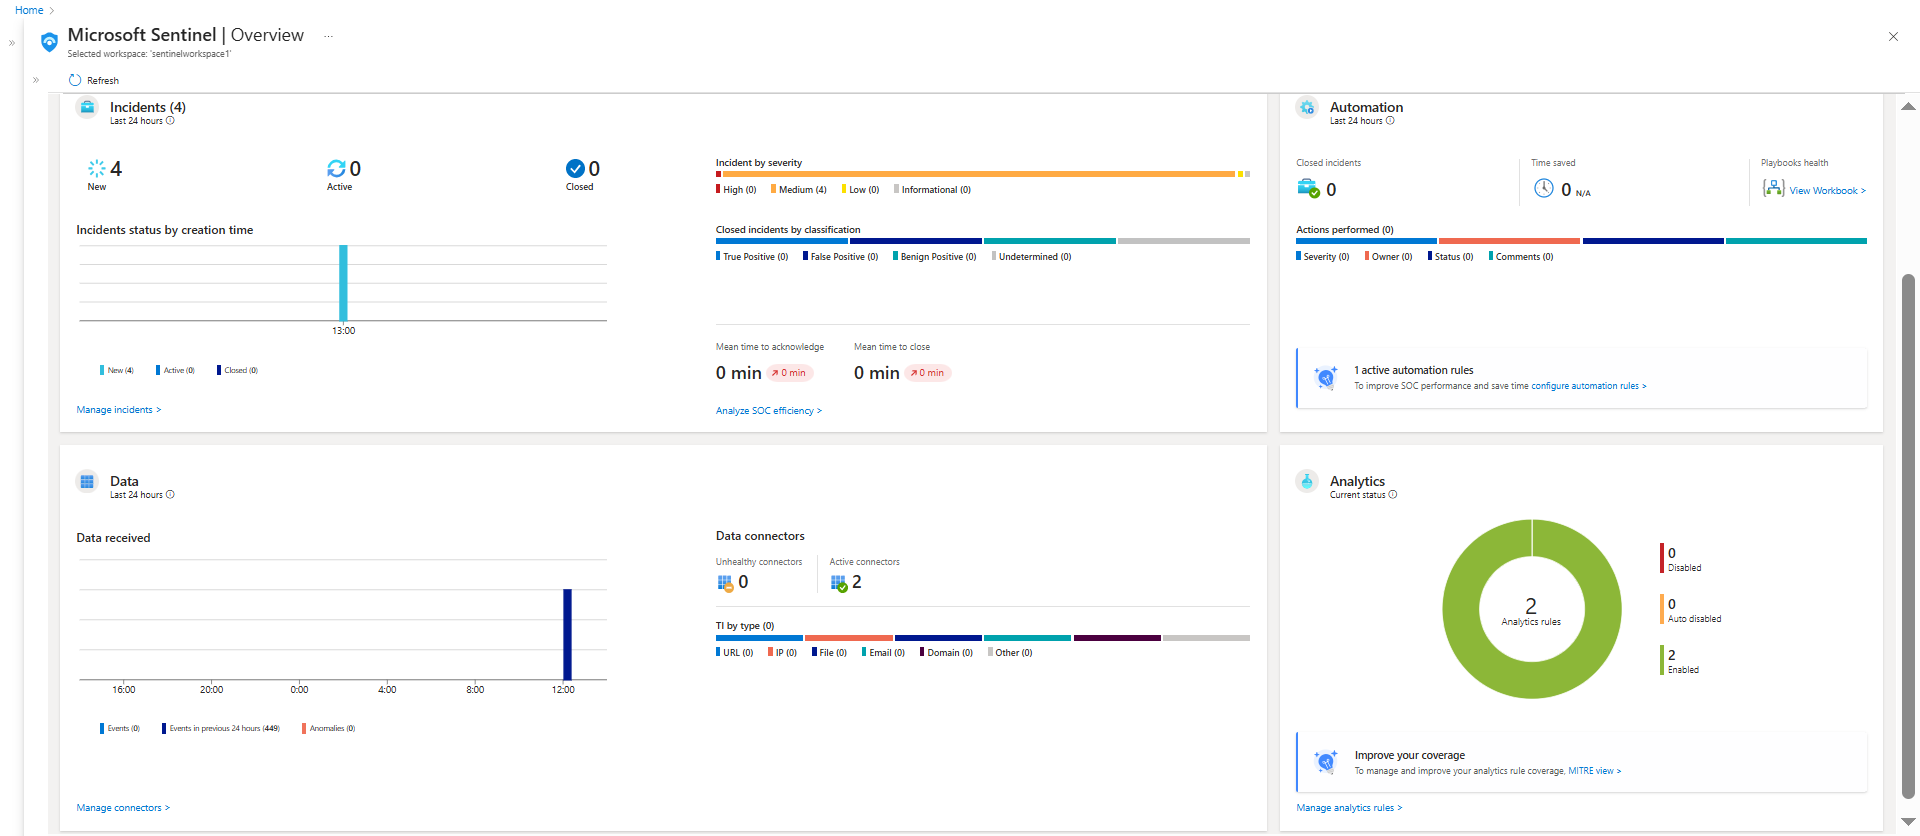 Home
Microsoft Sentinel | Overview ...
Selected workspace: 'sentinelworkspace1'
Refresh
Incidents (4)
Last 24 hours
4
New
0
Active
0
Closed
Incidents status by creation time
13:00
New (4) Active (0) Closed (0)
Manage incidents >
Incident by severity
High (0) Medium (4) Low (0) Informational (0)
Closed incidents by classification
True Positive (0) False Positive (0) Benign Positive (0) Undetermined (0)
Mean time to acknowledge
0 min 0 min
Mean time to close
0 min 0 min
Analyze SOC efficiency >
Automation
Last 24 hours
Closed incidents
0
Time saved
0 N/A
Playbooks health
View Workbook >
Actions performed (0)
Severity (0) Owner (0) Status (0) Comments (0)
1 active automation rules
To improve SOC performance and save time configure automation rules >
Data
Last 24 hours
Data received
16:00 20:00 0:00 4:00 8:00 12:00
Events (0) Events in previous 24 hours (449) Anomalies (0)
Manage connectors >
Data connectors
Unhealthy connectors
0
Active connectors
2
TI by type (0)
URL (0) IP (0) File (0) Email (0) Domain (0) Other (0)
Analytics
Current status
2
Analytics rules
0
Disabled
0
Auto disabled
2
Enabled
Improve your coverage
To manage and improve your analytics rule coverage, MITRE view >
Manage analytics rules >